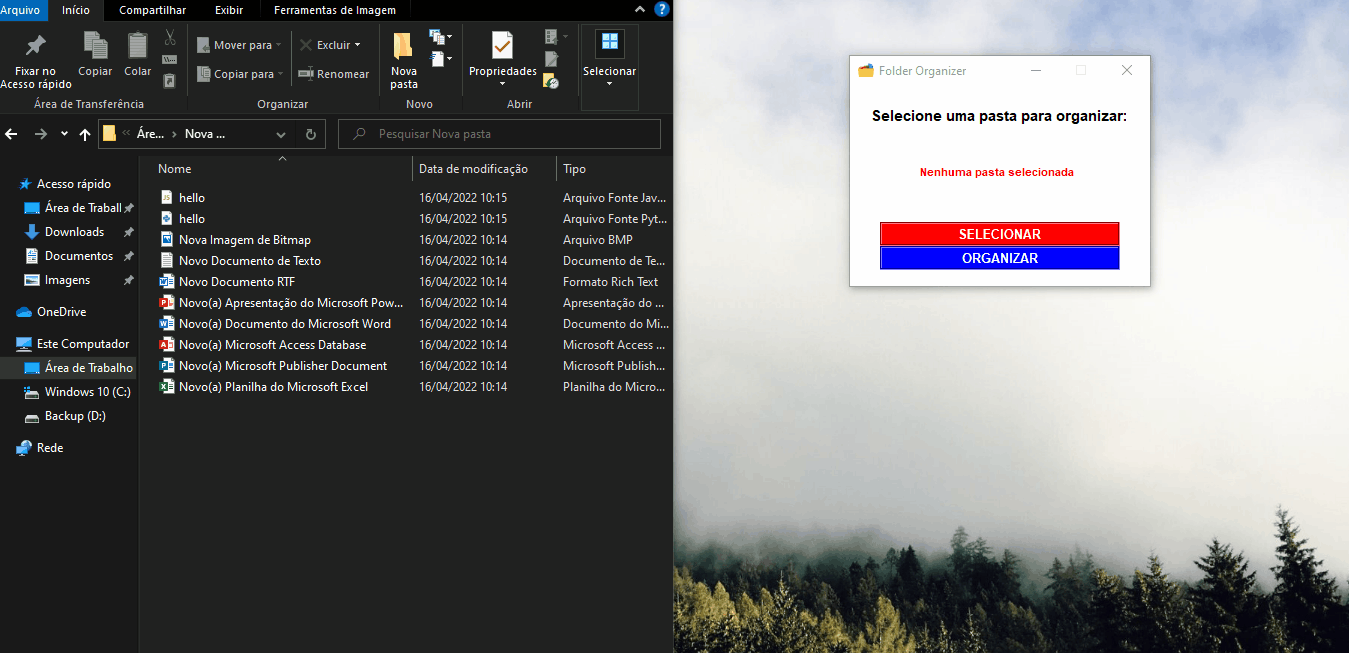 Arquivo Início Compartilhar Exibir Ferramentas de Imagem ?
Fixar no
Acesso rápido
Copiar
Colar
Mover para
Copiar para
Excluir
Renomear
Nova
pasta
Propriedades
Selecionar
Área de Transferência Organizar Novo Abrir
« Áre... › Nova ...
Pesquisar Nova pasta
Nome Data de modificação Tipo
hello 16/04/2022 10:15 Arquivo Fonte Jav...
hello 16/04/2022 10:15 Arquivo Fonte Pyt...
Nova Imagem de Bitmap 16/04/2022 10:14 Arquivo BMP
Novo Documento de Texto 16/04/2022 10:14 Documento de Te...
Novo Documento RTF 16/04/2022 10:14 Formato Rich Text
Novo(a) Apresentação do Microsoft Pow... 16/04/2022 10:14 Apresentação do ...
Novo(a) Documento do Microsoft Word 16/04/2022 10:14 Documento do Mi...
Novo(a) Microsoft Access Database 16/04/2022 10:14 Microsoft Access ...
Novo(a) Microsoft Publisher Document 16/04/2022 10:14 Microsoft Publish...
Novo(a) Planilha do Microsoft Excel 16/04/2022 10:14 Planilha do Micro...
Acesso rápido
Área de Traball
Downloads
Documentos
Imagens
OneDrive
Este Computador
Área de Trabalho
Windows 10 (C:)
Backup (D:)
Rede
Folder Organizer
Selecione uma pasta para organizar:
Nenhuma pasta selecionada
SELECIONAR
ORGANIZAR